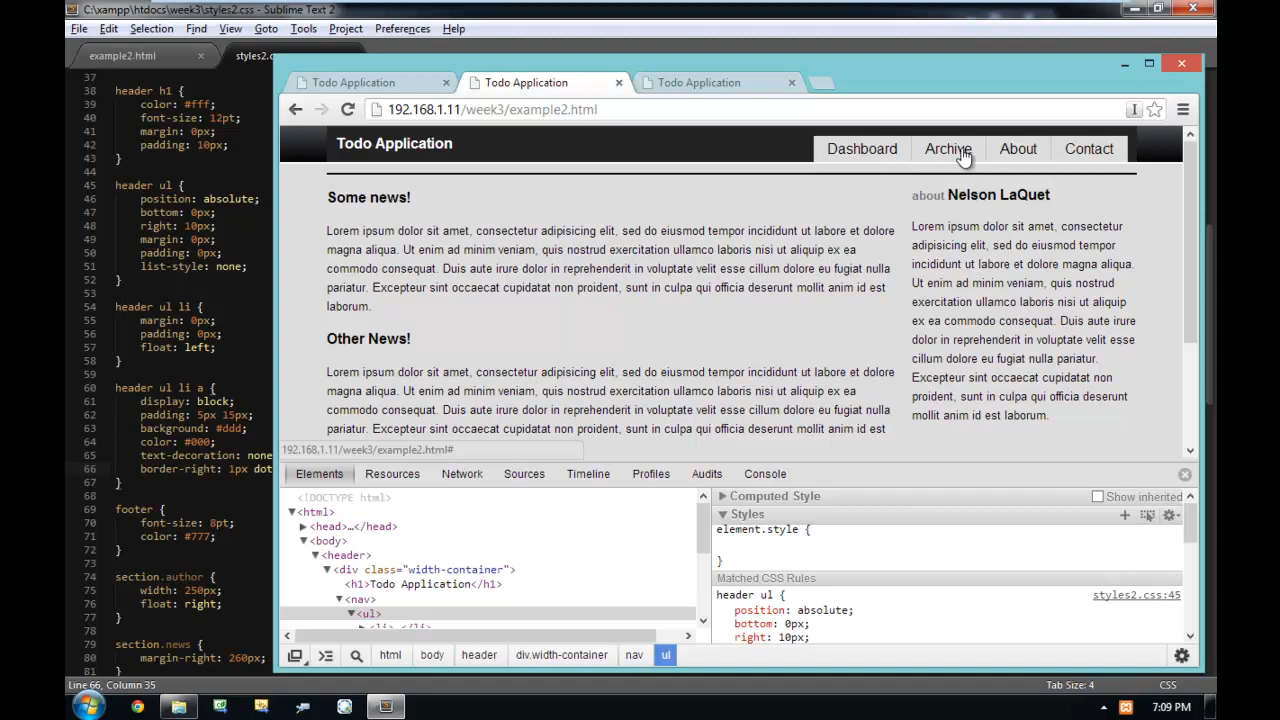 C:\xampp\htdocs\week3\styles2.css - Sublime Text 2
File Edit Selection Find View Goto Tools Project Preferences Help
example2.html × styles2.c
37
38 header h1 {
39 color: #fff;
40 font-size: 12pt;
41 margin: 0px;
42 padding: 10px;
43 }
44
45 header ul {
46 position: absolute;
47 bottom: 0px;
48 right: 10px;
49 margin: 0px;
50 padding: 0px;
51 list-style: none;
52 }
53
54 header ul li {
55 margin: 0px;
56 padding: 0px;
57 float: left;
58 }
59
60 header ul li a {
61 display: block;
62 padding: 5px 15px;
63 background: #ddd;
64 color: #000;
65 text-decoration: none
66 border-right: 1px dot
67 }
68
69 footer {
70 font-size: 8pt;
71 color: #777;
72 }
73
74 section.author {
75 width: 250px;
76 float: right;
77 }
78
79 section.news {
80 margin-right: 260px;
81 }
Line 66, Column 35
Tab Size: 4 CSS
Todo Application × Todo Application × Todo Application ×
192.168.1.11/week3/example2.html
Todo Application
Dashboard Archive About Contact
Some news!
Lorem ipsum dolor sit amet, consectetur adipisicing elit, sed do eiusmod tempor incididunt ut labore et dolore
magna aliqua. Ut enim ad minim veniam, quis nostrud exercitation ullamco laboris nisi ut aliquip ex ea
commodo consequat. Duis aute irure dolor in reprehenderit in voluptate velit esse cillum dolore eu fugiat nulla
pariatur. Excepteur sint occaecat cupidatat non proident, sunt in culpa qui officia deserunt mollit anim id est
laborum.
Other News!
Lorem ipsum dolor sit amet, consectetur adipisicing elit, sed do eiusmod tempor incididunt ut labore et dolore
magna aliqua. Ut enim ad minim veniam, quis nostrud exercitation ullamco laboris nisi ut aliquip ex ea
commodo consequat. Duis aute irure dolor in reprehenderit in voluptate velit esse cillum dolore eu fugiat nulla
pariatur. Excepteur sint occaecat cupidatat non proident, sunt in culpa qui officia deserunt mollit anim id est
about Nelson LaQuet
Lorem ipsum dolor sit amet, consectetur
adipisicing elit, sed do eiusmod tempor
incididunt ut labore et dolore magna aliqua.
Ut enim ad minim veniam, quis nostrud
exercitation ullamco laboris nisi ut aliquip
ex ea commodo consequat. Duis aute irure
dolor in reprehenderit in voluptate velit esse
cillum dolore eu fugiat nulla pariatur.
Excepteur sint occaecat cupidatat non
proident, sunt in culpa qui officia deserunt
mollit anim id est laborum.
192.168.1.11/week3/example2.html#
Elements Resources Network Sources Timeline Profiles Audits Console
<!DOCTYPE html>
<html>
<head>…</head>
<body>
<header>
<div class="width-container">
<h1>Todo Application</h1>
<nav>
<ul>
Computed Style Show inherited
Styles
element.style {
}
Matched CSS Rules
header ul { styles2.css:45
position: absolute;
bottom: 0px;
right: 10px;
html body header div.width-container nav ul
7:09 PM